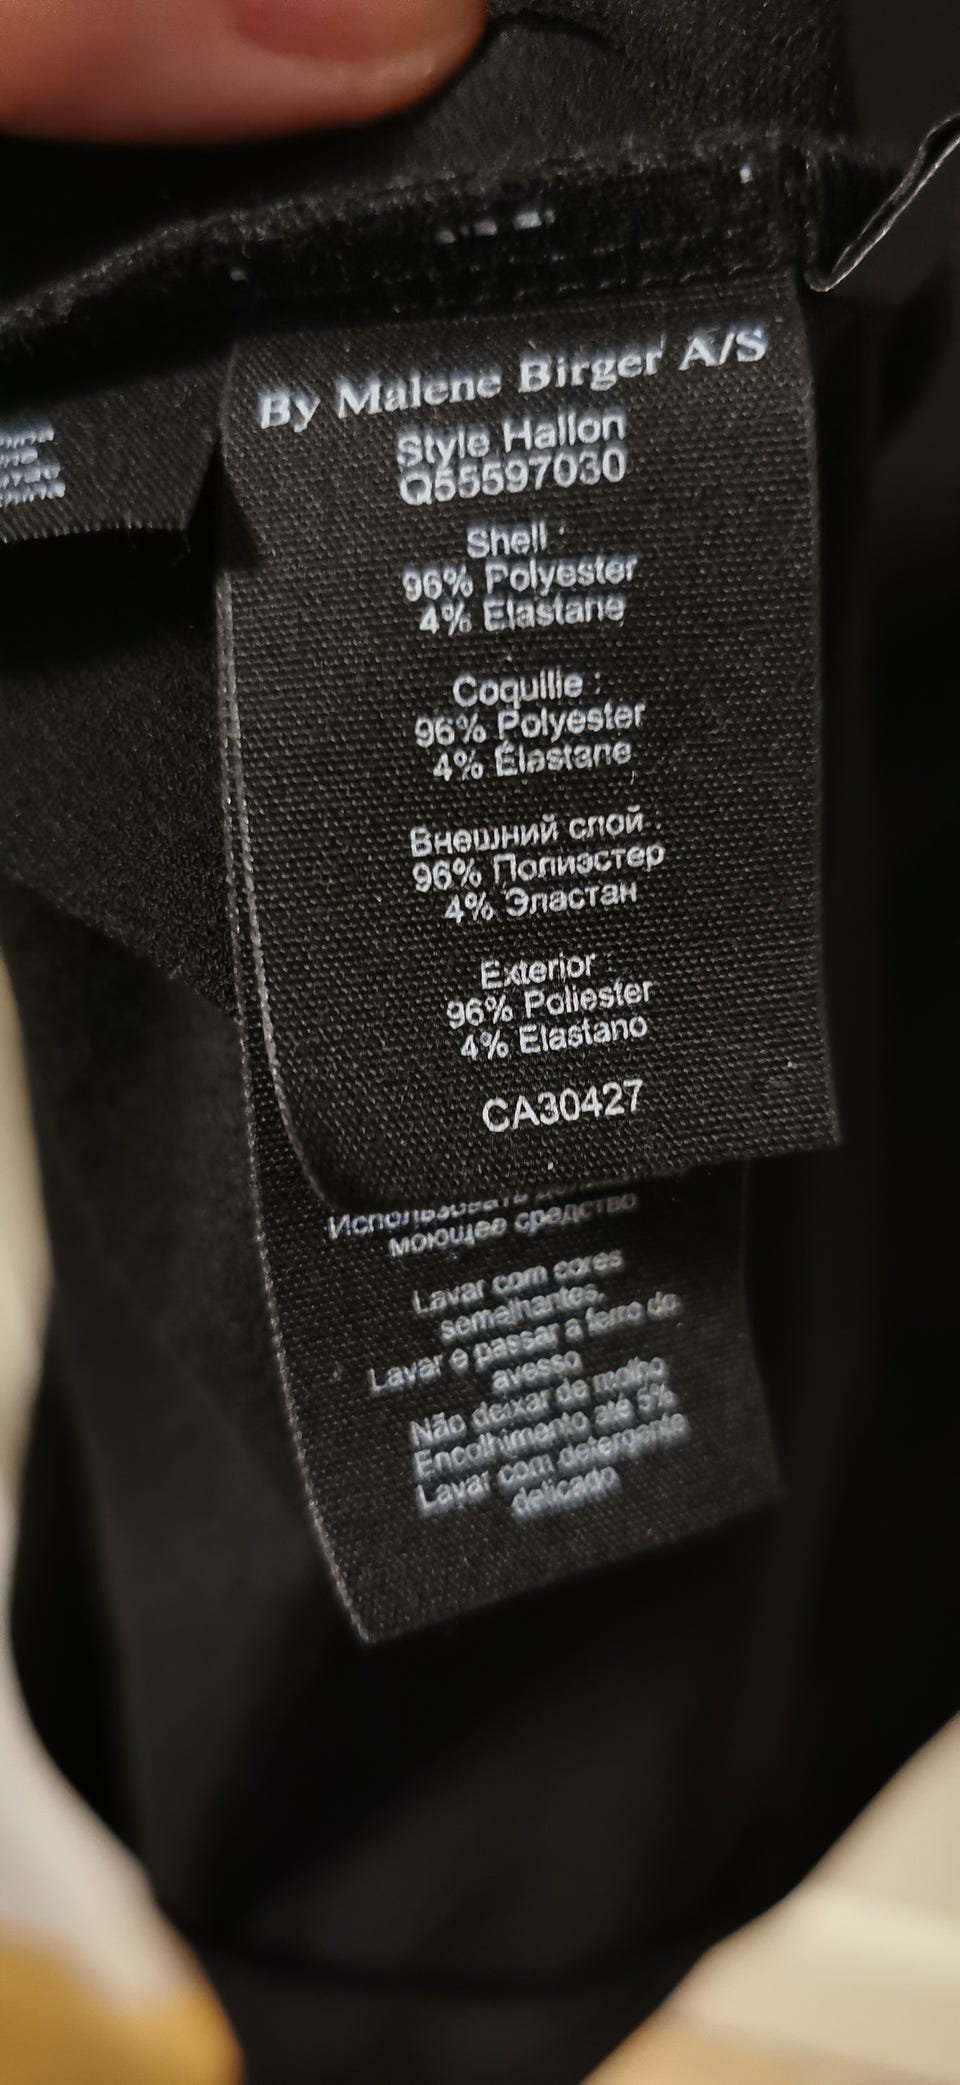 By Malene Birger A/S
Style Hallon
Q55597030
Shell :
96% Polyester
4% Elastane
Coquille :
96% Polyester
4% Élastane
Внешний слой :
96% Полиэстер
4% Эластан
Exterior :
96% Poliester
4% Elastano
CA30427
Использовать
моющее средство
Lavar com cores
semelhantes.
Lavar e passar a ferro do
avesso
Não deixar de molho
Encolhimento até 5%
Lavar com detergente
delicado